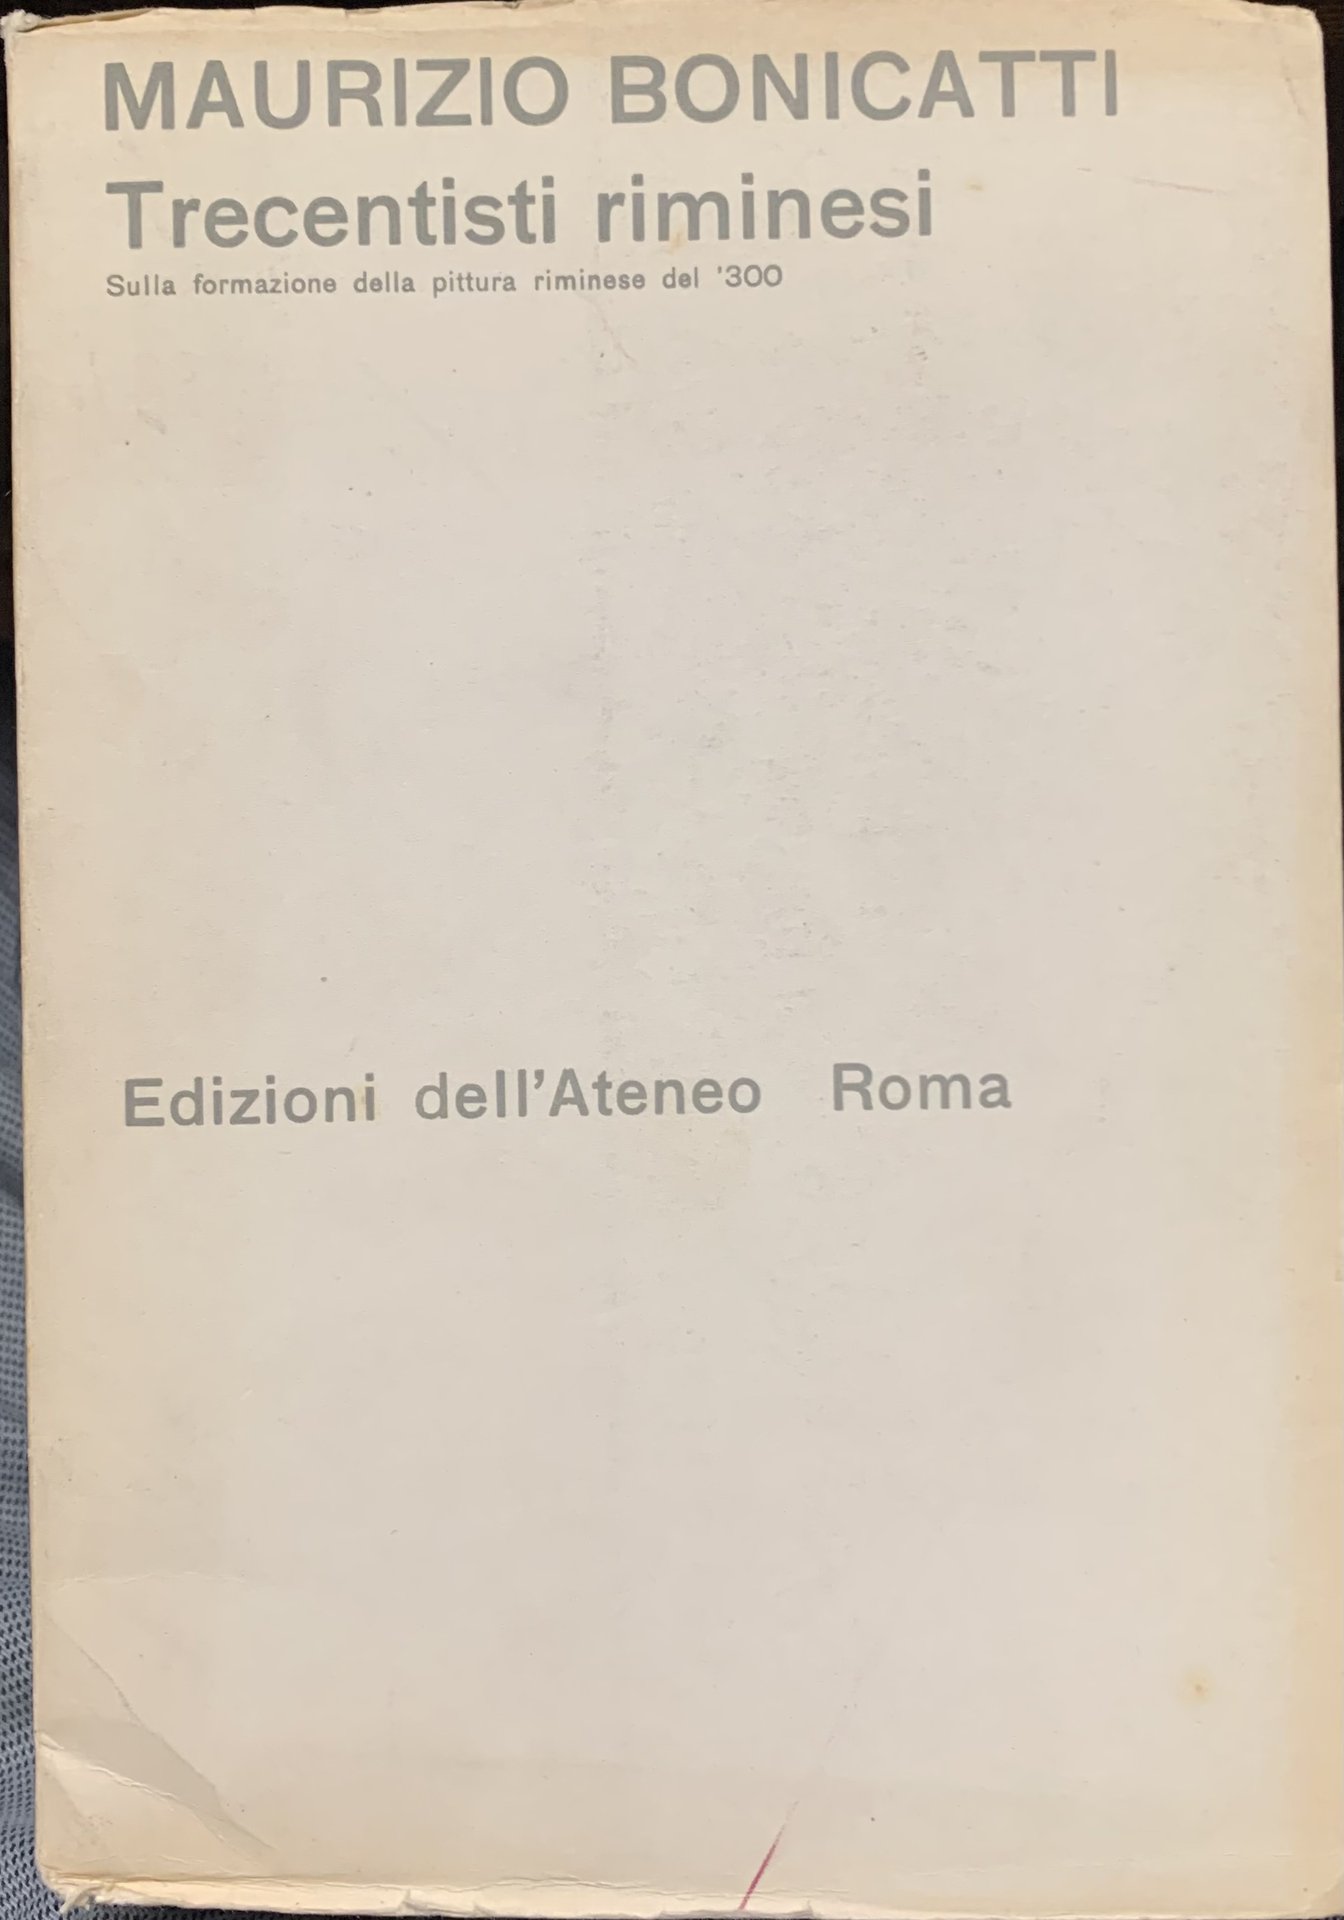 MAURIZIO BONICATTI
Trecentisti riminesi
Sulla formazione della pittura riminese del '300
Edizioni dell'Ateneo Roma